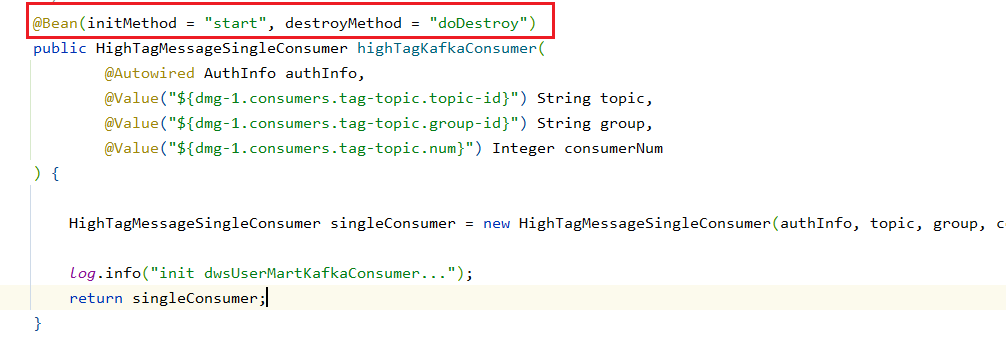 @Bean(initMethod = "start", destroyMethod = "doDestroy")
public HighTagMessageSingleConsumer highTagKafkaConsumer(
@Autowired AuthInfo authInfo,
@Value("${dmg-1.consumers.tag-topic.topic-id}") String topic,
@Value("${dmg-1.consumers.tag-topic.group-id}") String group,
@Value("${dmg-1.consumers.tag-topic.num}") Integer consumerNum
) {
HighTagMessageSingleConsumer singleConsumer = new HighTagMessageSingleConsumer(authInfo, topic, group,
log.info("init dwsUserMartKafkaConsumer...");
return singleConsumer;
}